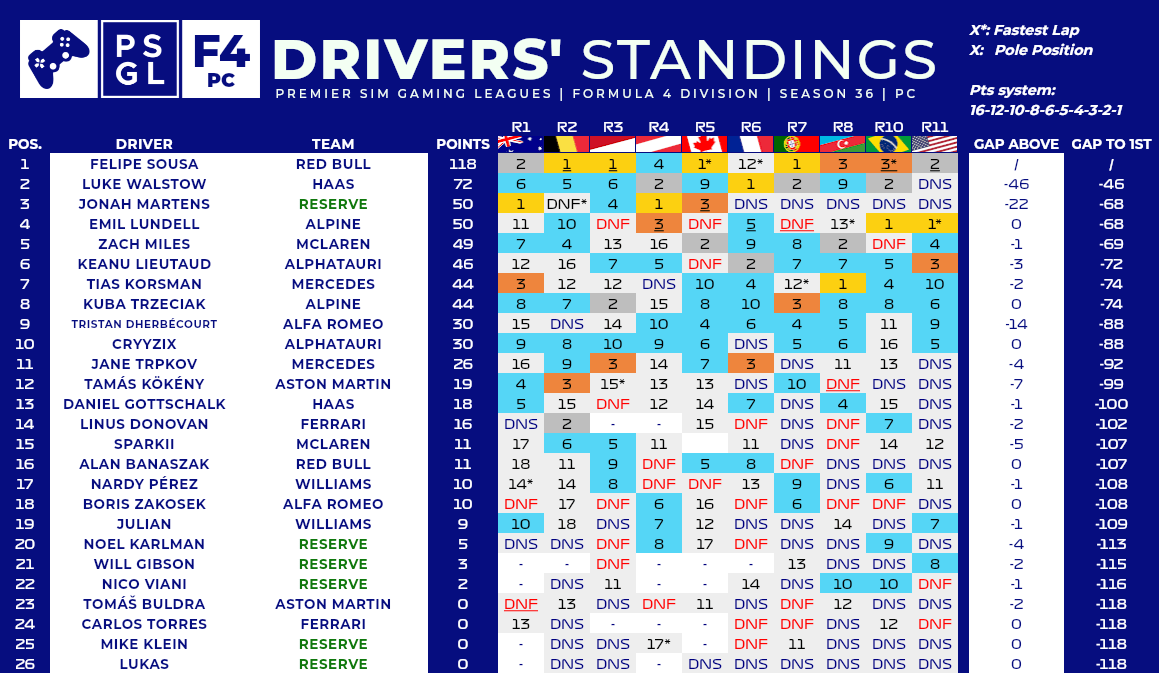 PS
GL
F4
PC
DRIVERS' STANDINGS
PREMIER SIM GAMING LEAGUES | FORMULA 4 DIVISION | SEASON 36 | PC
X*: Fastest Lap
X: Pole Position
Pts system:
16-12-10-8-6-5-4-3-2-1
POS. DRIVER TEAM POINTS R1 R2 R3 R4 R5 R6 R7 R8 R10 R11 GAP ABOVE GAP TO 1ST
1 FELIPE SOUSA RED BULL 118 2 1 1 4 1* 12* 1 3 3* 2 / /
2 LUKE WALSTOW HAAS 72 6 5 6 2 9 1 2 9 2 DNS -46 -46
3 JONAH MARTENS RESERVE 50 1 DNF* 4 1 3 DNS DNS DNS DNS DNS -22 -68
4 EMIL LUNDELL ALPINE 50 11 10 DNF 3 DNF 5 DNF 13* 1 1* 0 -68
5 ZACH MILES MCLAREN 49 7 4 13 16 2 9 8 2 DNF 4 -1 -69
6 KEANU LIEUTAUD ALPHATAURI 46 12 16 7 5 DNF 2 7 7 5 3 -3 -72
7 TIAS KORSMAN MERCEDES 44 3 12 12 DNS 10 4 12* 1 4 10 -2 -74
8 KUBA TRZECIAK ALPINE 44 8 7 2 15 8 10 3 8 8 6 0 -74
9 TRISTAN DHERBÉCOURT ALFA ROMEO 30 15 DNS 14 10 4 6 4 5 11 9 -14 -88
10 CRYYZIX ALPHATAURI 30 9 8 10 9 6 DNS 5 6 16 5 0 -88
11 JANE TRPKOV MERCEDES 26 16 9 3 14 7 3 DNS 11 13 DNS -4 -92
12 TAMÁS KÖKÉNY ASTON MARTIN 19 4 3 15* 13 13 DNS 10 DNF DNS DNS -7 -99
13 DANIEL GOTTSCHALK HAAS 18 5 15 DNF 12 14 7 DNS 4 15 DNS -1 -100
14 LINUS DONOVAN FERRARI 16 DNS 2 - - 15 DNF DNS DNF 7 DNS -2 -102
15 SPARKII MCLAREN 11 17 6 5 11 11 DNS DNF 14 12 -5 -107
16 ALAN BANASZAK RED BULL 11 18 11 9 DNF 5 8 DNF DNS DNS DNS 0 -107
17 NARDY PÉREZ WILLIAMS 10 14* 14 8 DNF DNF 13 9 DNS 6 11 -1 -108
18 BORIS ZAKOSEK ALFA ROMEO 10 DNF 17 DNF 6 16 DNF 6 DNF DNF DNS 0 -108
19 JULIAN WILLIAMS 9 10 18 DNS 7 12 DNS DNS 14 DNS 7 -1 -109
20 NOEL KARLMAN RESERVE 5 DNS DNS DNF 8 17 DNF DNS DNS 9 DNS -4 -113
21 WILL GIBSON RESERVE 3 - - DNF - - - 13 DNS DNS 8 -2 -115
22 NICO VIANI RESERVE 2 - DNS 11 - - 14 DNS 10 10 DNF -1 -116
23 TOMÁŠ BULDRA ASTON MARTIN 0 DNF 13 DNS DNF 11 DNS DNF 12 DNS DNS -2 -118
24 CARLOS TORRES FERRARI 0 13 DNS - - - DNF DNF DNS 12 DNF 0 -118
25 MIKE KLEIN RESERVE 0 - DNS DNS 17* - DNF 11 DNS DNS DNS 0 -118
26 LUKAS RESERVE 0 - DNS DNS - DNS DNS DNS DNS DNS DNS 0 -118